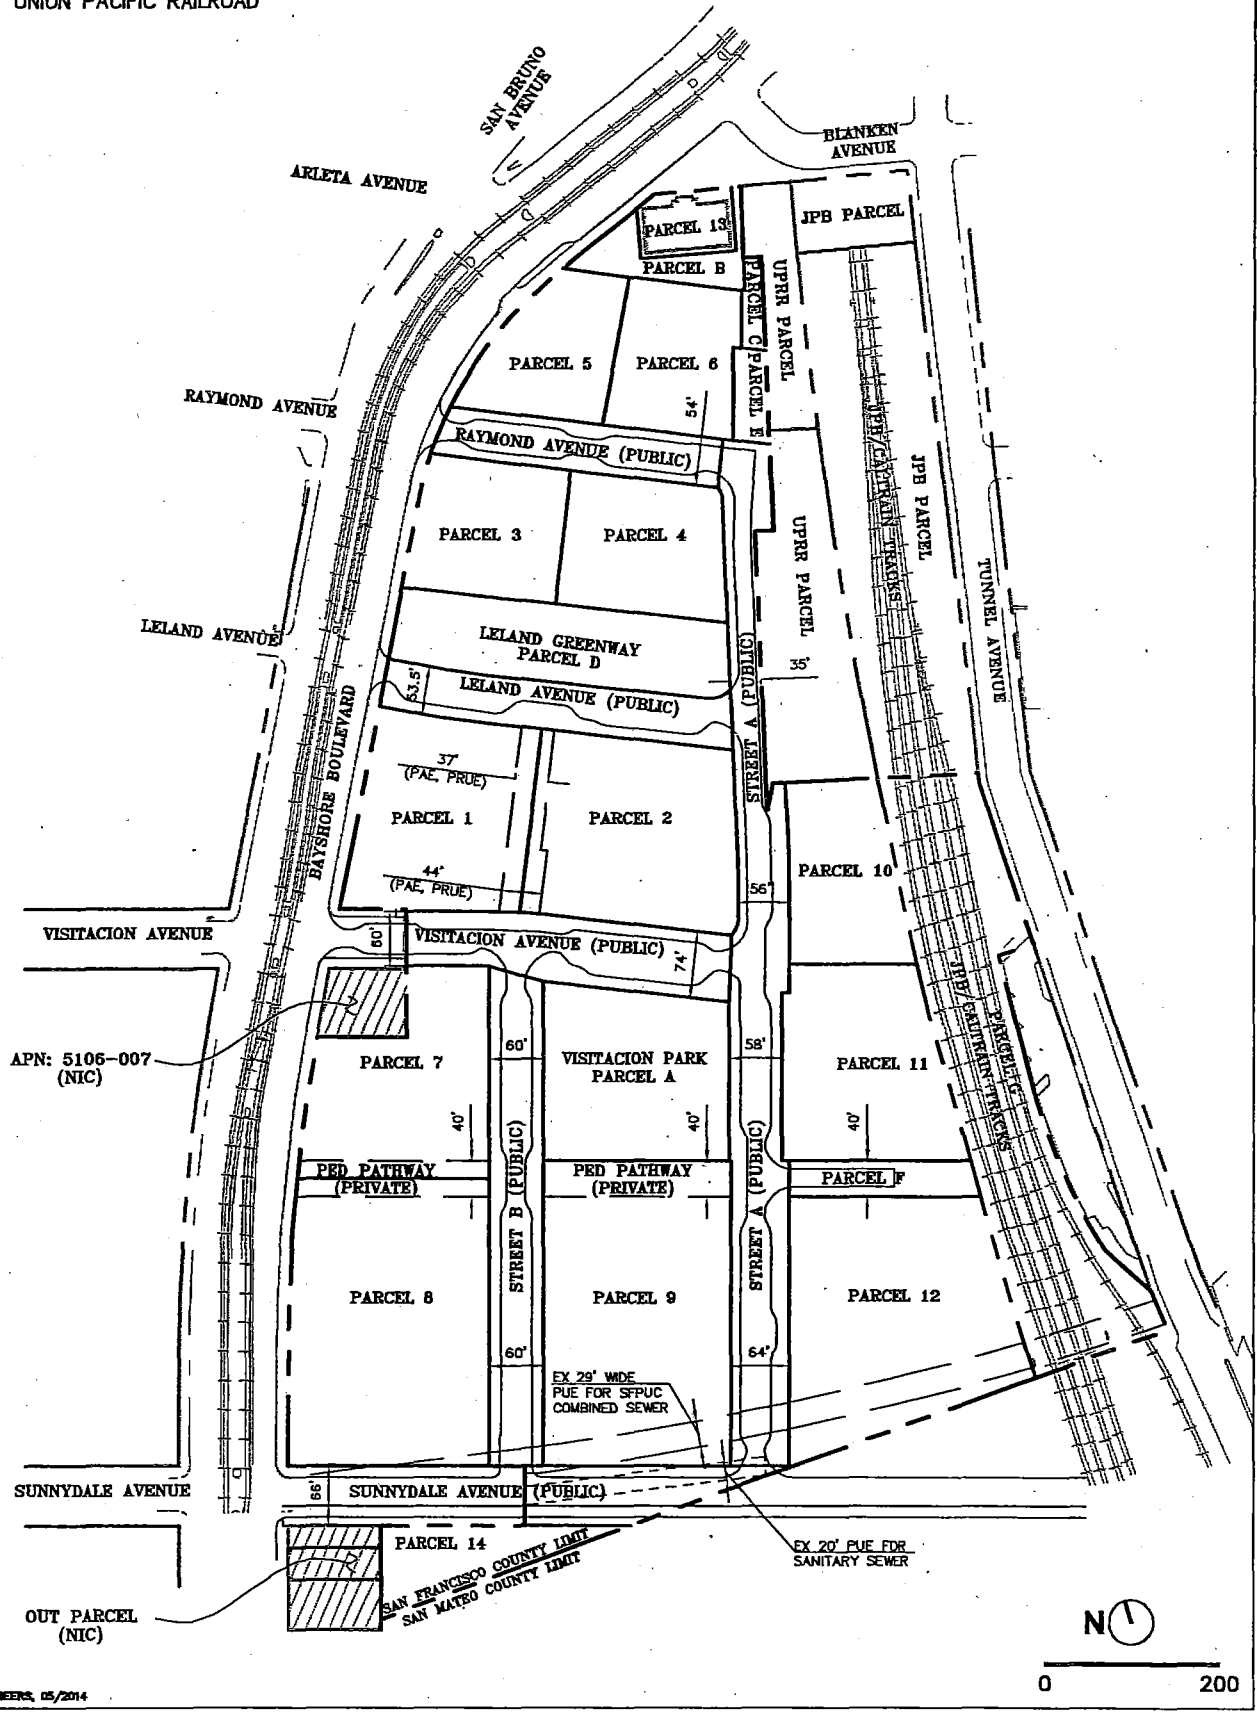 UNION PACIFIC RAILROAD
SAN BRUNO
AVENUE
BLANKEN
AVENUE
ARLETA AVENUE
PARCEL 13
JPB PARCEL
PARCEL B
PARCEL C
UPRR PARCEL
PARCEL 5
PARCEL 6
PARCEL E
RAYMOND AVENUE
54'
RAYMOND AVENUE (PUBLIC)
JPB/CALTRAIN TRACKS
JPB PARCEL
PARCEL 3
PARCEL 4
UPRR PARCEL
TUNNEL AVENUE
LELAND AVENUE
LELAND GREENWAY
PARCEL D
STREET A (PUBLIC)
35'
63.5'
LELAND AVENUE (PUBLIC)
BAYSHORE BOULEVARD
37'
(PAE, PRUE)
PARCEL 1
PARCEL 2
44'
(PAE, PRUE)
56'
PARCEL 10
VISITACION AVENUE
60'
VISITACION AVENUE (PUBLIC)
74'
JPB/CALTRAIN TRACKS
PARCEL G
APN: 5106-007
(NIC)
PARCEL 7
60'
VISITACION PARK
PARCEL A
58'
PARCEL 11
40'
40'
40'
PED PATHWAY
(PRIVATE)
STREET B (PUBLIC)
PED PATHWAY
(PRIVATE)
STREET A (PUBLIC)
PARCEL F
PARCEL 8
PARCEL 9
PARCEL 12
60'
64'
EX 29' WIDE
PUE FOR SFPUC
COMBINED SEWER
SUNNYDALE AVENUE
66'
SUNNYDALE AVENUE (PUBLIC)
PARCEL 14
SAN FRANCISCO COUNTY LIMIT
SAN MATEO COUNTY LIMIT
EX 20' PUE FOR
SANITARY SEWER
OUT PARCEL
(NIC)
N
0 200
EERS, 05/2014